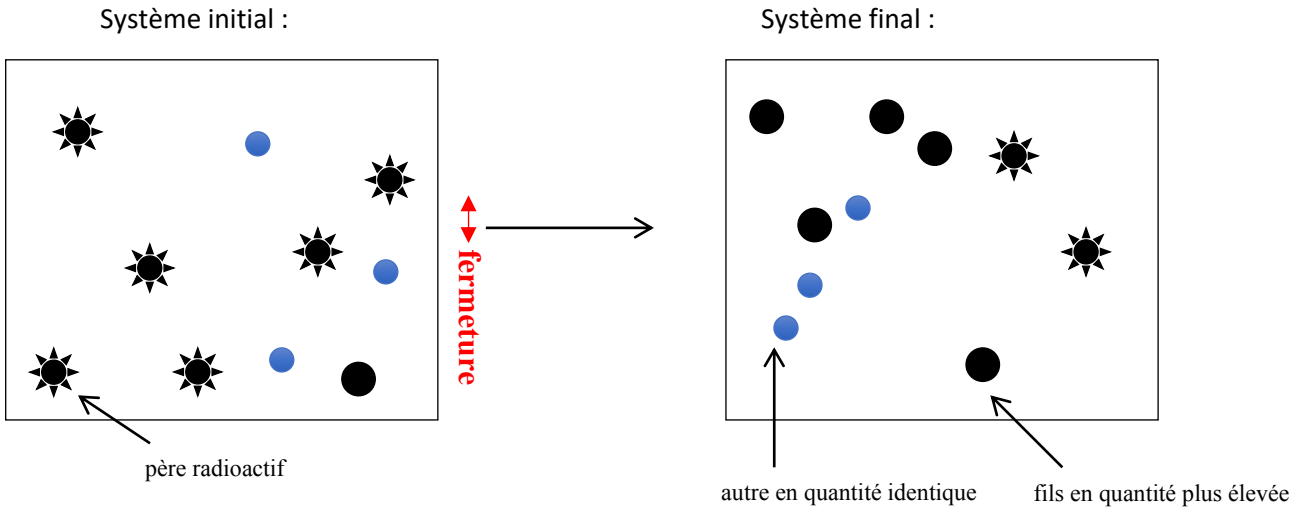 Système initial :
Système final :
fermeture
père radioactif
autre en quantité identique
fils en quantité plus élevée